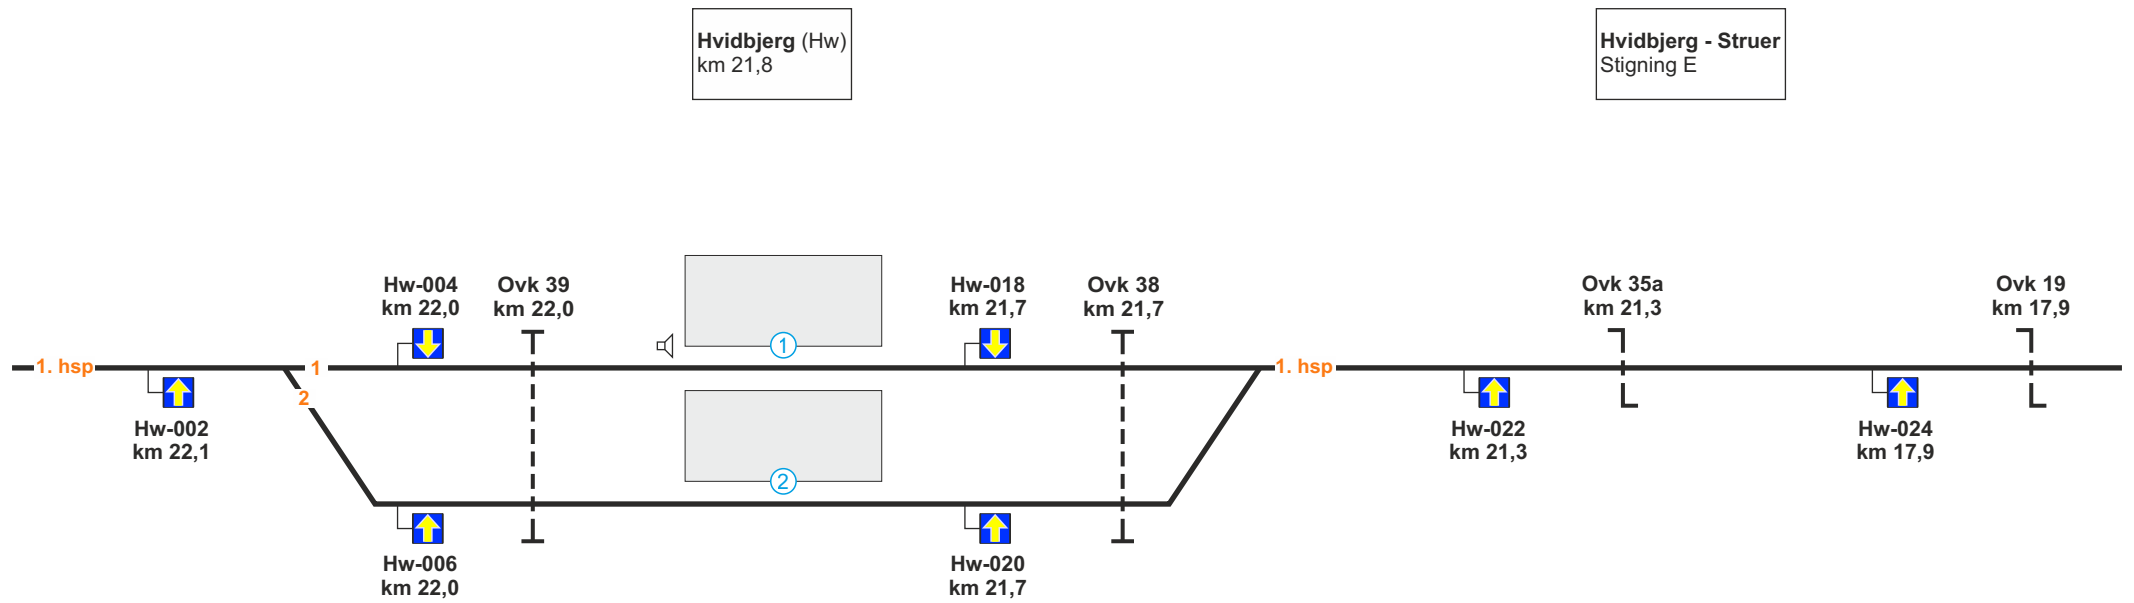 Hvidbjerg (Hw)
km 21,8
Hvidbjerg - Struer
Stigning E
Hw-004
km 22,0
Ovk 39
km 22,0
Hw-018
km 21,7
Ovk 38
km 21,7
Ovk 35a
km 21,3
Ovk 19
km 17,9
1
1. hsp
1
1. hsp
2
Hw-002
km 22,1
Hw-022
km 21,3
Hw-024
km 17,9
2
Hw-006
km 22,0
Hw-020
km 21,7